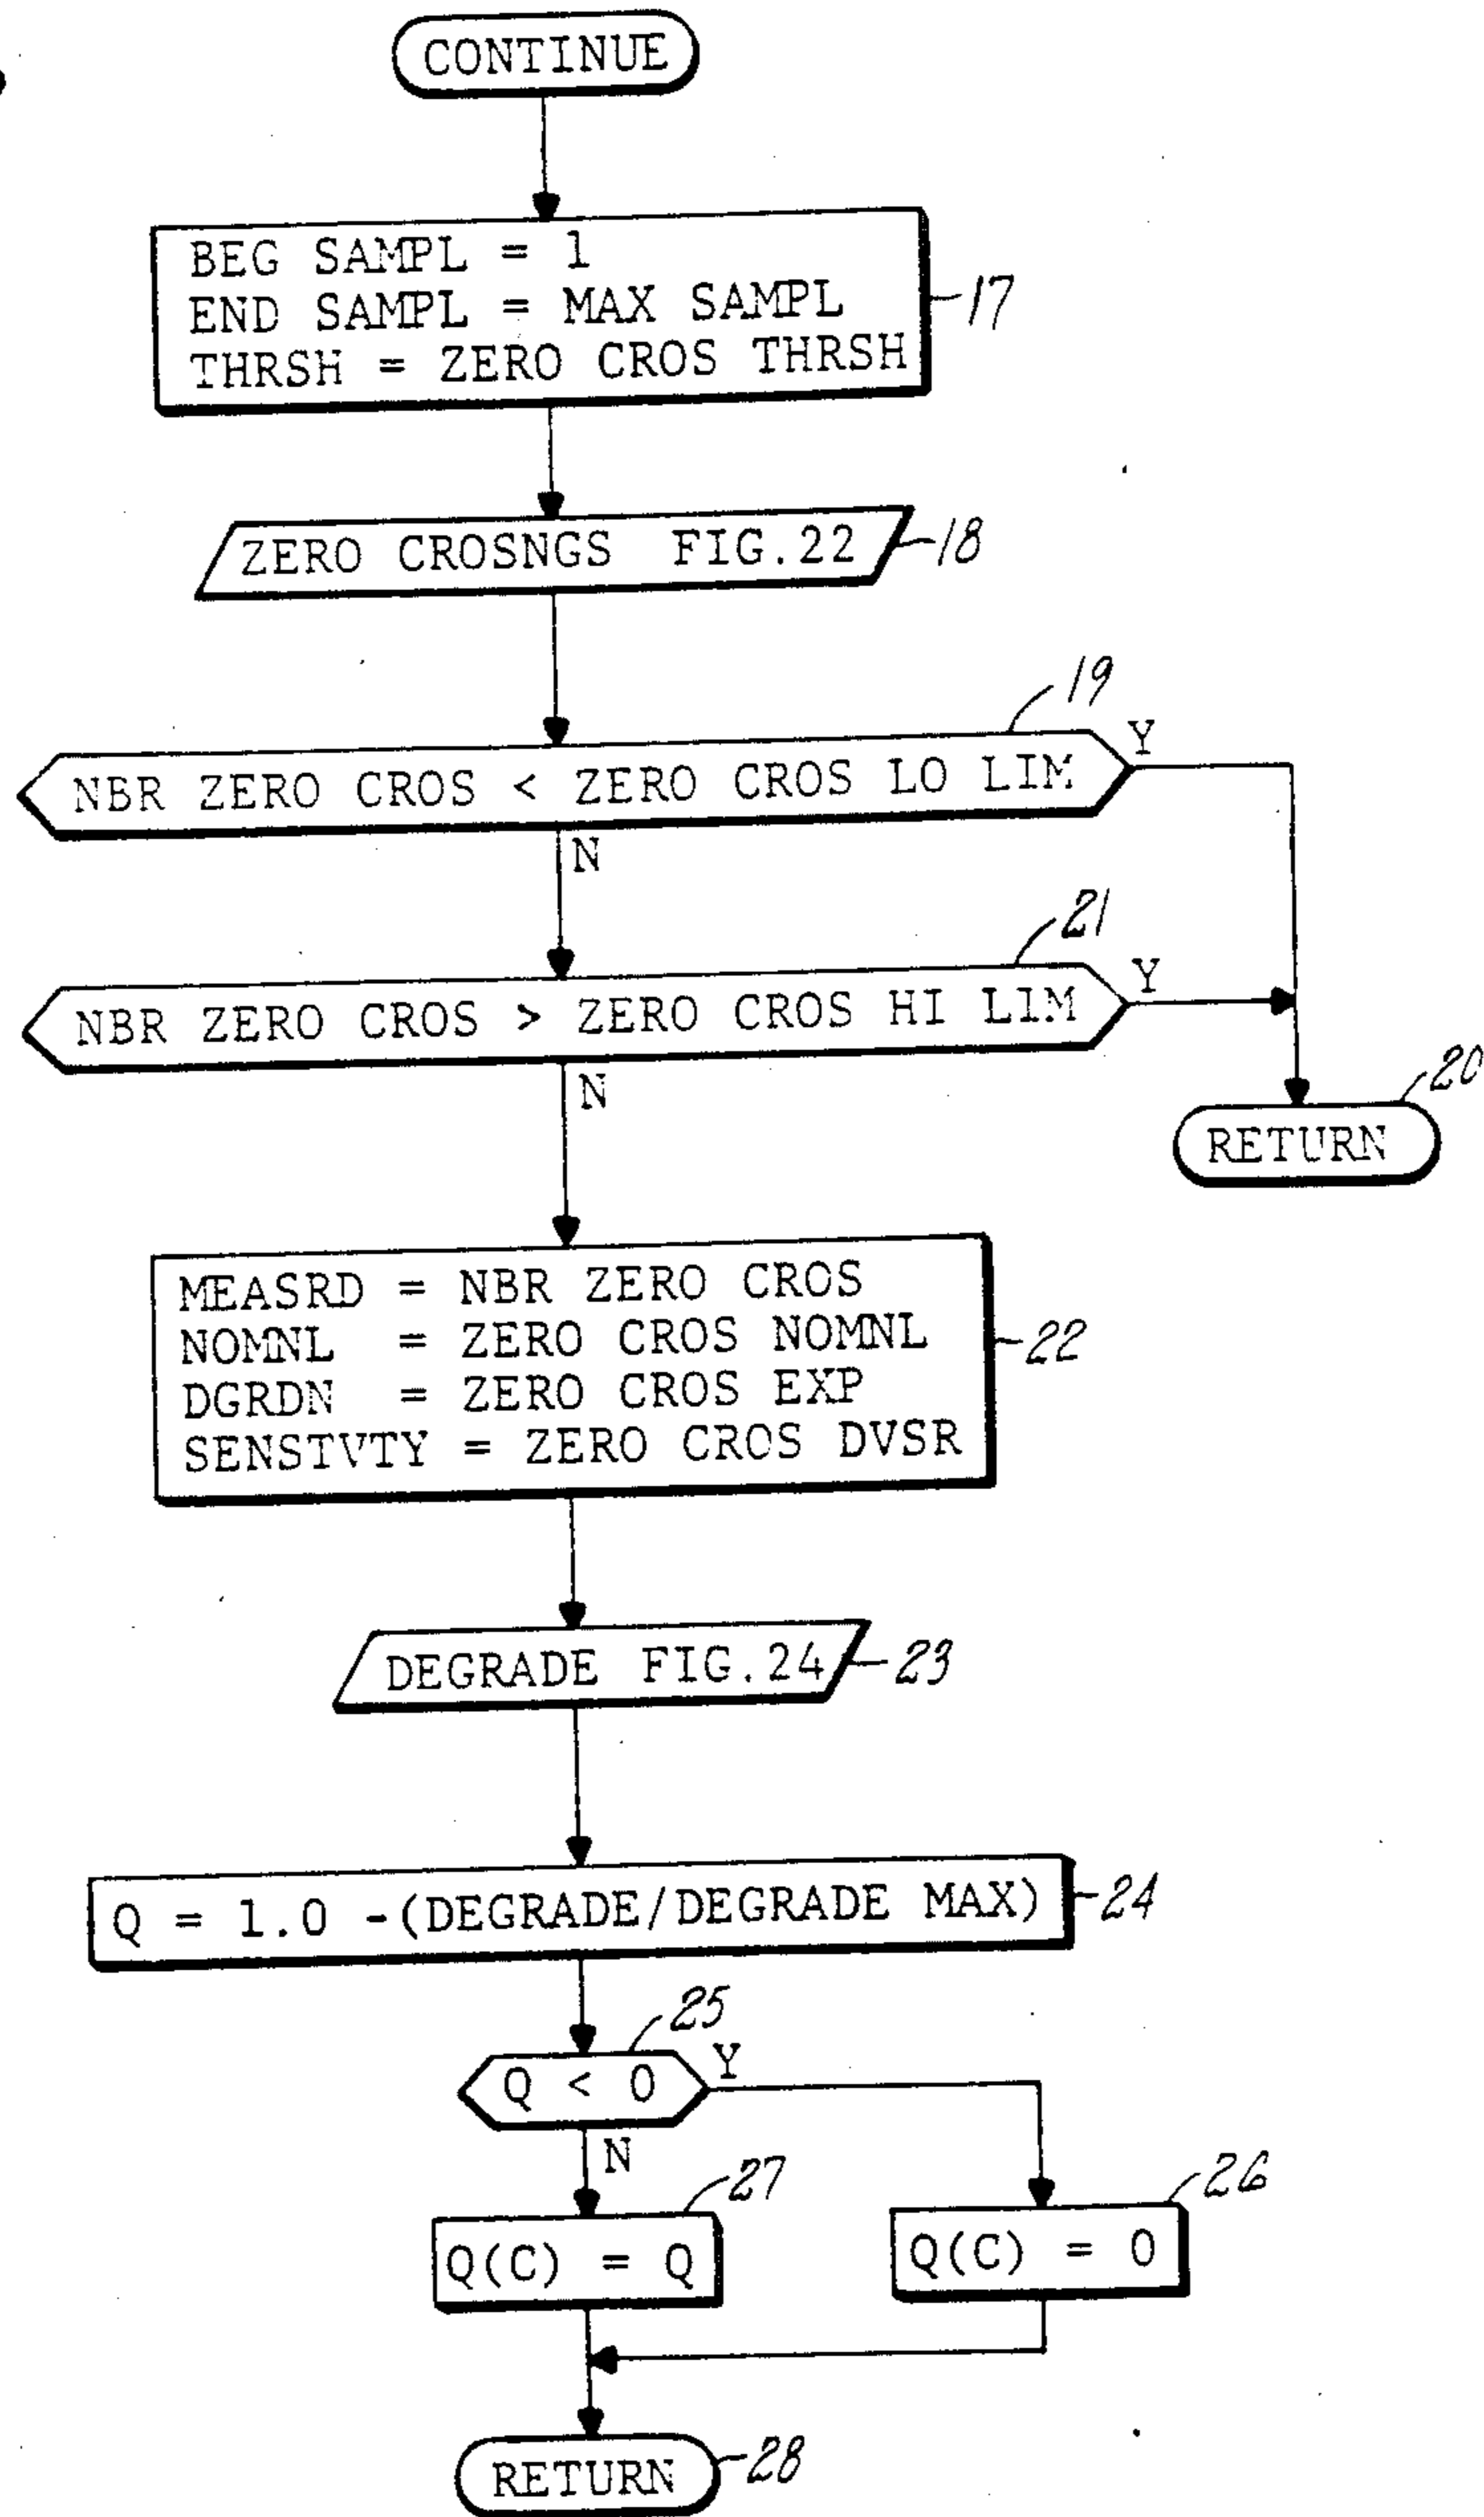 CONTINUE
BEG SAMPL = 1
END SAMPL = MAX SAMPL
THRSH = ZERO CROS THRSH
17
ZERO CROSNGS FIG.22
18
19
NBR ZERO CROS < ZERO CROS LO LIM
Y
N
21
NBR ZERO CROS > ZERO CROS HI LIM
Y
N
20
RETURN
MEASRD = NBR ZERO CROS
NOMNL = ZERO CROS NOMNL
DGRDN = ZERO CROS EXP
SENSTVTY = ZERO CROS DVSR
22
DEGRADE FIG.24
23
Q = 1.0 -(DEGRADE/DEGRADE MAX)
24
25
Q < 0
Y
N
27
Q(C) = Q
26
Q(C) = 0
RETURN
28